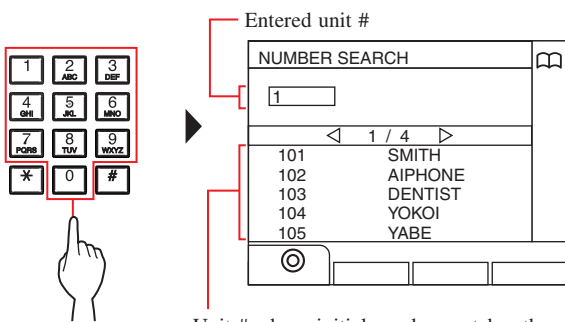 Entered unit #
NUMBER SEARCH
1
1 / 4
101 SMITH
102 AIPHONE
103 DENTIST
104 YOKOI
105 YABE
1
2 ABC
3 DEF
4 GHI
5 JKL
6 MNO
7 PQRS
8 TUV
9 WXYZ
* 0 #